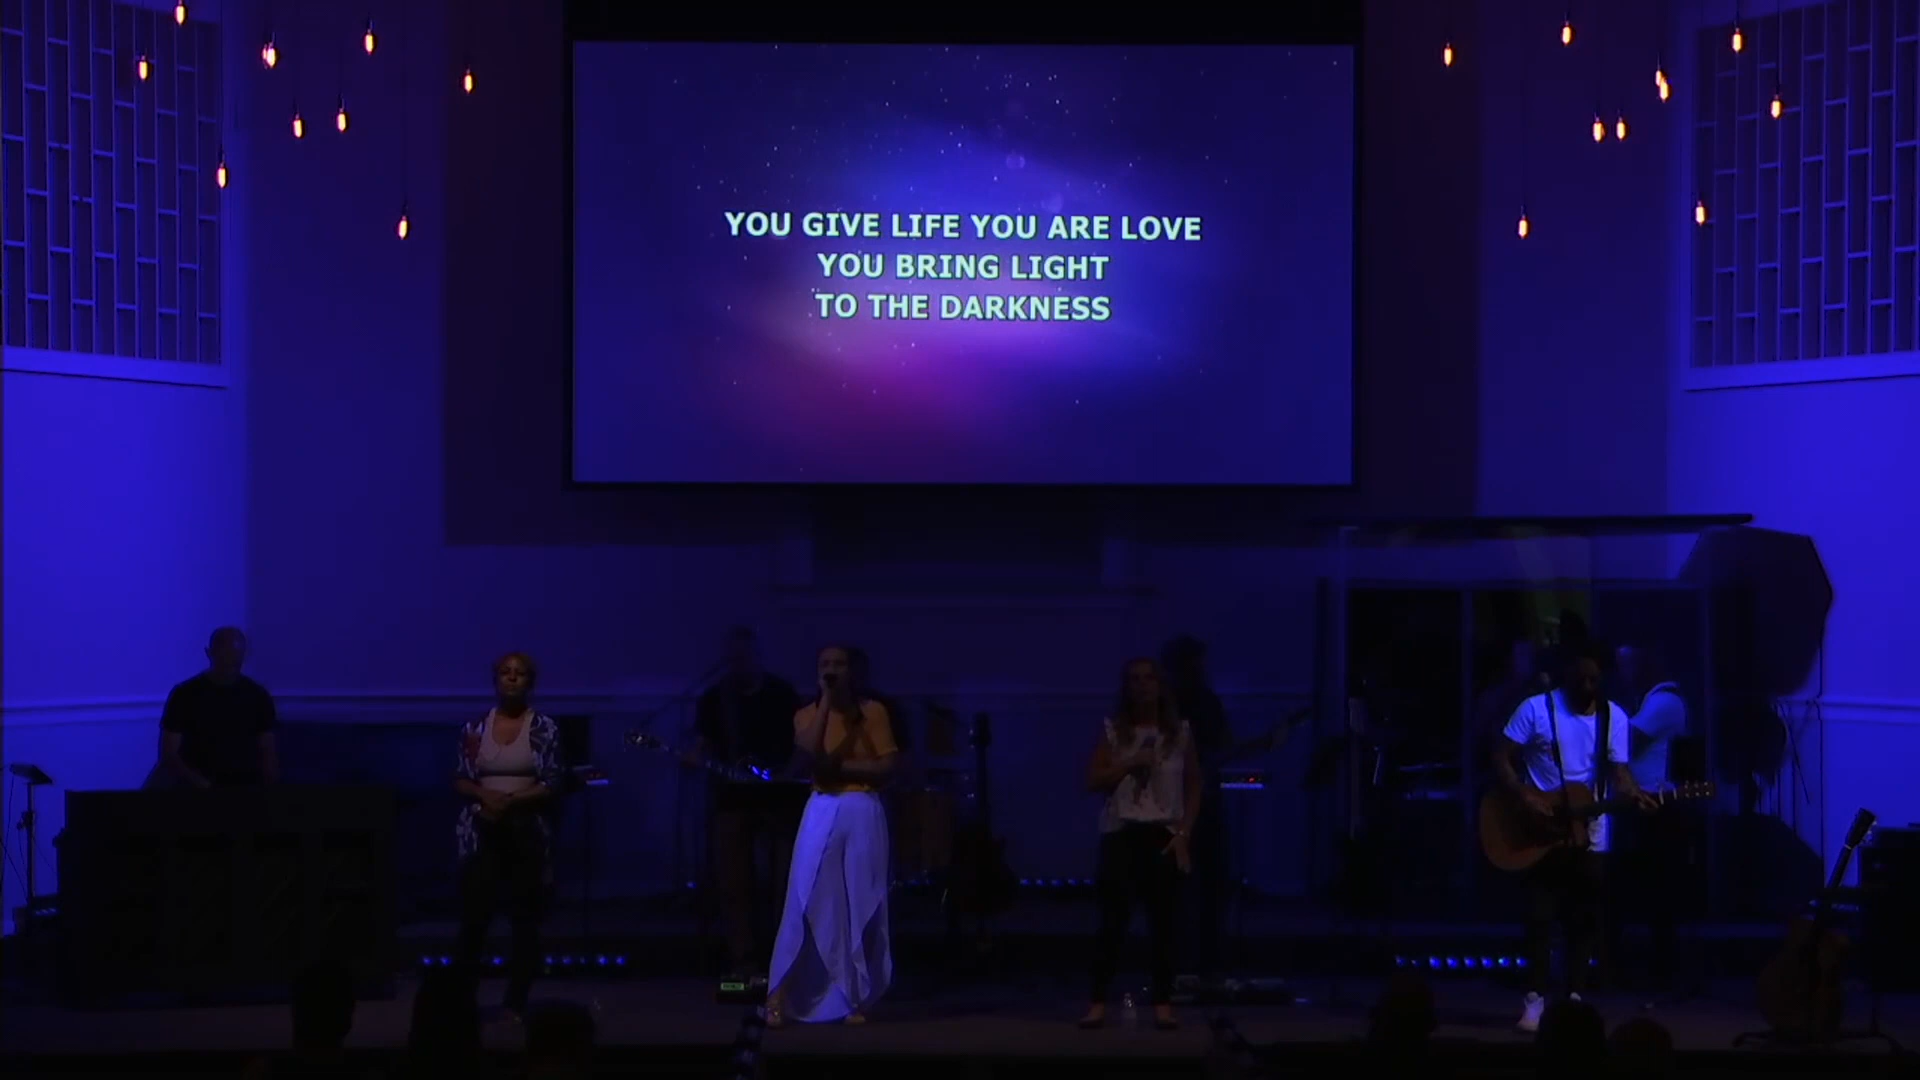 YOU GIVE LIFE YOU ARE LOVE
YOU BRING LIGHT
TO THE DARKNESS